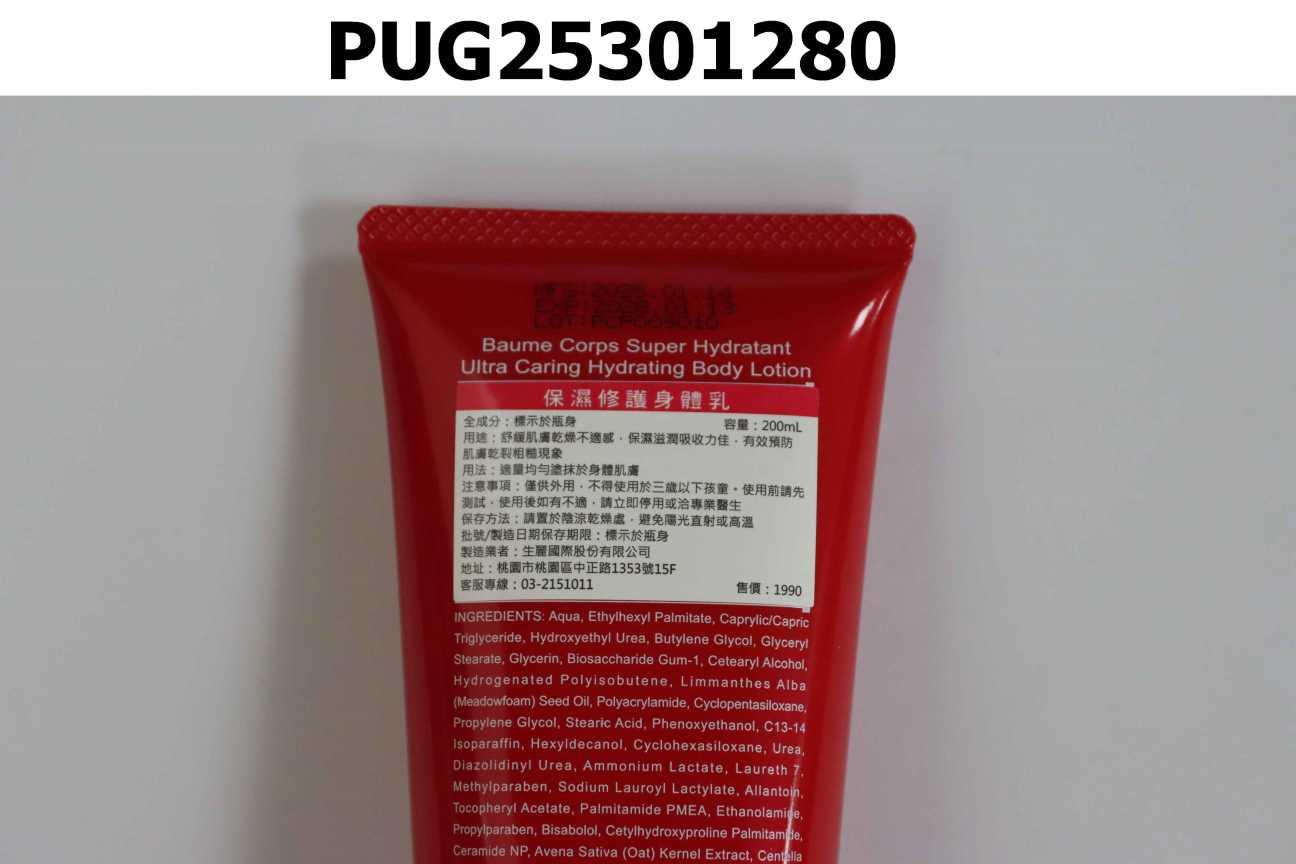 PUG25301280
Baume Corps Super Hydratant
Ultra Caring Hydrating Body Lotion
保濕修護身體乳
全成分：標示於瓶身 容量：200mL
用途：舒緩肌膚乾燥不適感，保濕滋潤吸收力佳，有效預防
肌膚乾裂粗糙現象
用法：適量均勻塗抹於身體肌膚
注意事項：僅供外用，不得使用於三歲以下孩童。使用前請先
測試，使用後如有不適，請立即停用或洽專業醫生
保存方法：請置於陰涼乾燥處，避免陽光直射或高溫
批號/製造日期保存期限：標示於瓶身
製造業者：生麗國際股份有限公司
地址：桃園市桃園區中正路1353號15F
客服專線：03-2151011 售價：1990
INGREDIENTS: Aqua, Ethylhexyl Palmitate, Caprylic/Capric
Triglyceride, Hydroxyethyl Urea, Butylene Glycol, Glyceryl
Stearate, Glycerin, Biosaccharide Gum-1, Cetearyl Alcohol,
Hydrogenated Polyisobutene, Limmanthes Alba
(Meadowfoam) Seed Oil, Polyacrylamide, Cyclopentasiloxane,
Propylene Glycol, Stearic Acid, Phenoxyethanol, C13-14
Isoparaffin, Hexyldecanol, Cyclohexasiloxane, Urea,
Diazolidinyl Urea, Ammonium Lactate, Laureth 7,
Methylparaben, Sodium Lauroyl Lactylate, Allantoin,
Tocopheryl Acetate, Palmitamide PMEA, Ethanolamide,
Propylparaben, Bisabolol, Cetylhydroxyproline Palmitamide,
Ceramide NP, Avena Sativa (Oat) Kernel Extract, Centella